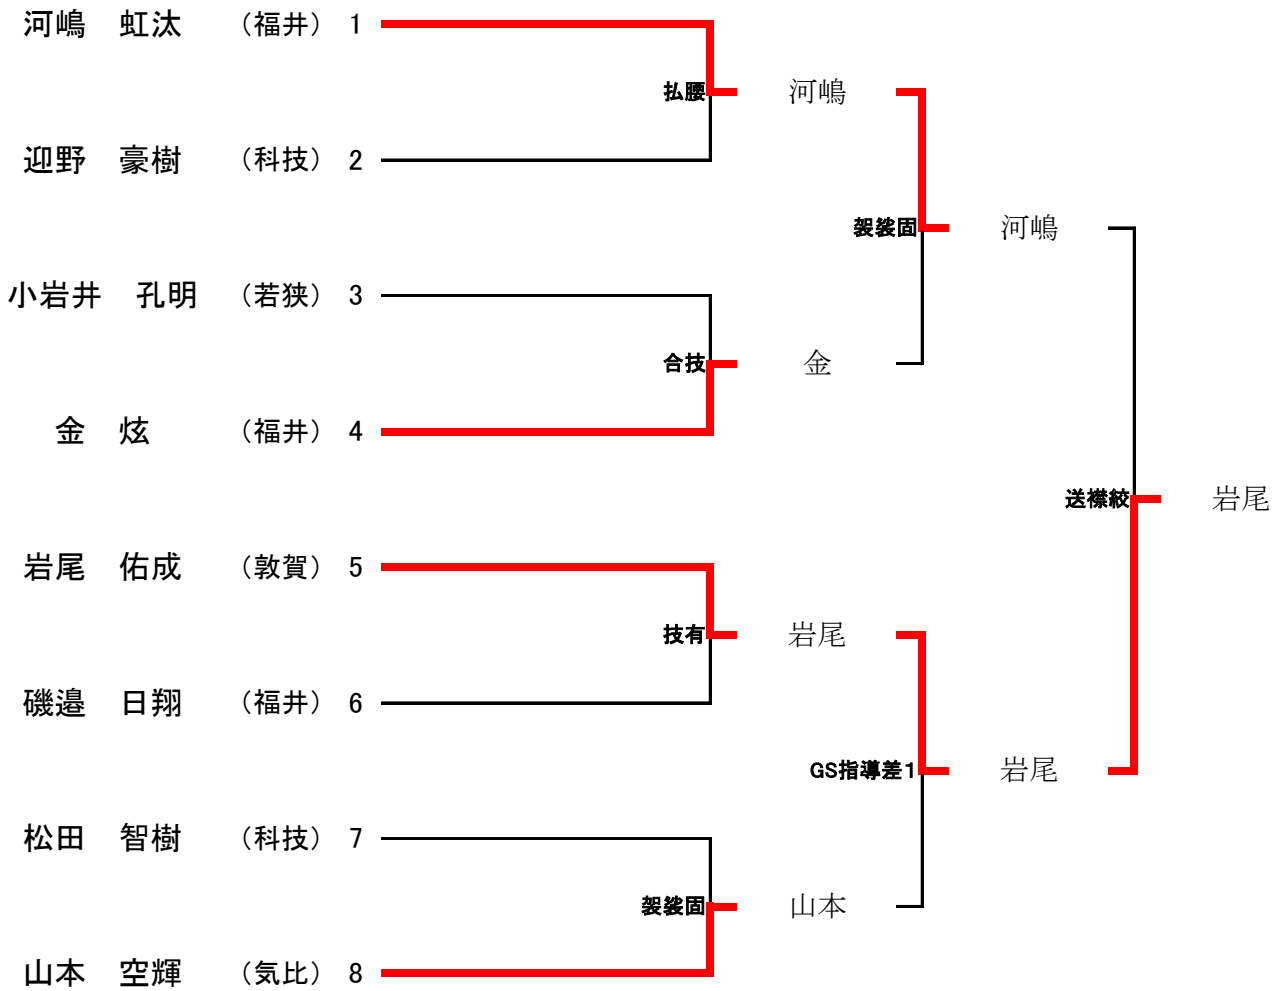 河嶋　虹汰　（福井）　1
払腰　河嶋
迎野　豪樹　（科技）　2
袈裟固　河嶋
小岩井　孔明　（若狭）　3
合技　金
金　炫　（福井）　4
送襟絞　岩尾
岩尾　佑成　（敦賀）　5
技有　岩尾
磯邉　日翔　（福井）　6
GS指導差1　岩尾
松田　智樹　（科技）　7
袈裟固　山本
山本　空輝　（気比）　8